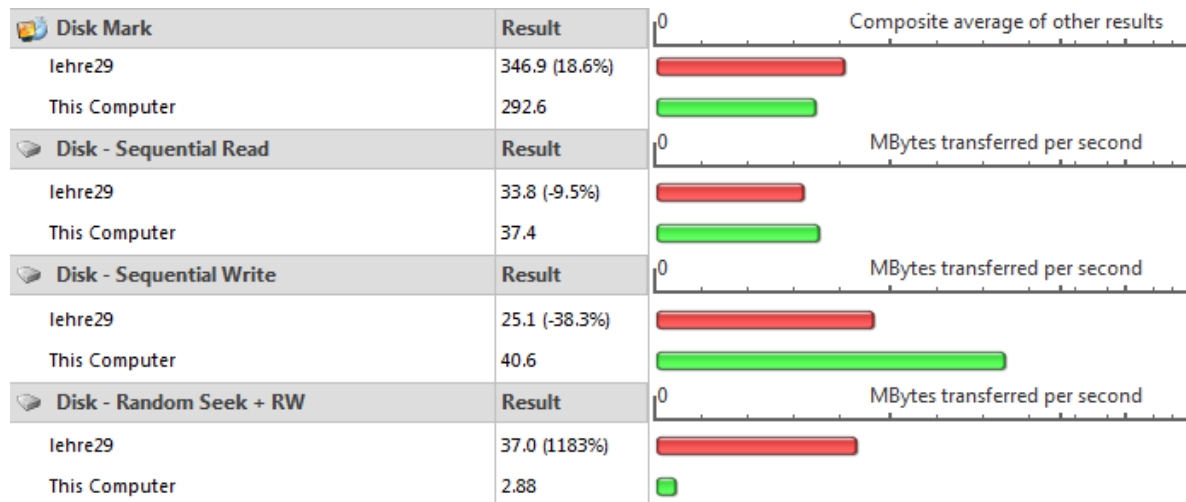 Disk Mark Result 0 Composite average of other results
lehre29 346.9 (18.6%)
This Computer 292.6
Disk - Sequential Read Result 0 MBytes transferred per second
lehre29 33.8 (-9.5%)
This Computer 37.4
Disk - Sequential Write Result 0 MBytes transferred per second
lehre29 25.1 (-38.3%)
This Computer 40.6
Disk - Random Seek + RW Result 0 MBytes transferred per second
lehre29 37.0 (1183%)
This Computer 2.88